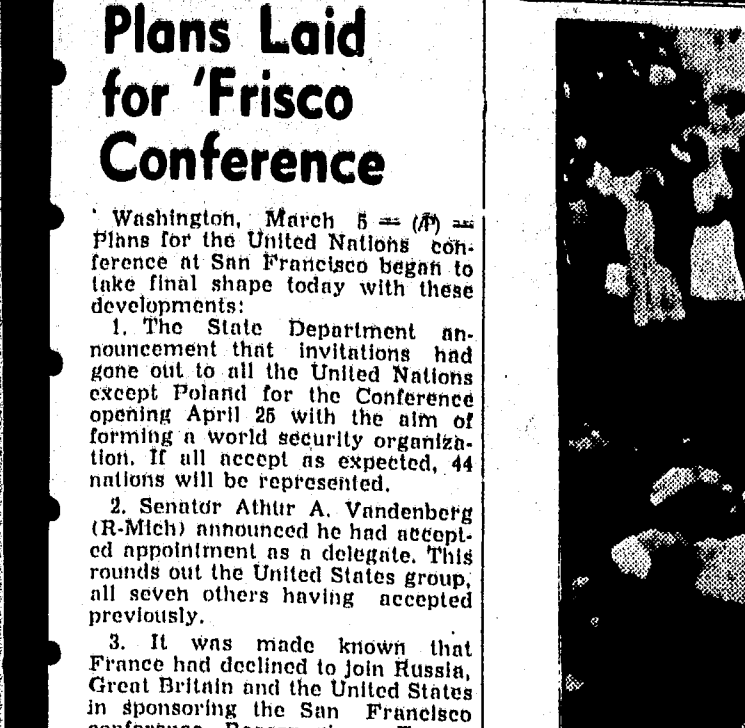 Plans Laid
for 'Frisco
Conference
Washington, March 5 — (AP) —
Plans for the United Nations con-
ference at San Francisco began to
take final shape today with these
developments:
1. The State Department an-
nouncement that invitations had
gone out to all the United Nations
except Poland for the Conference
opening April 25 with the aim of
forming a world security organiza-
tion. If all accept as expected, 44
nations will be represented.
2. Senator Athur A. Vandenberg
(R-Mich) announced he had accept-
ed appointment as a delegate. This
rounds out the United States group,
all seven others having accepted
previously.
3. It was made known that
France had declined to join Russia,
Great Britain and the United States
in sponsoring the San Francisco